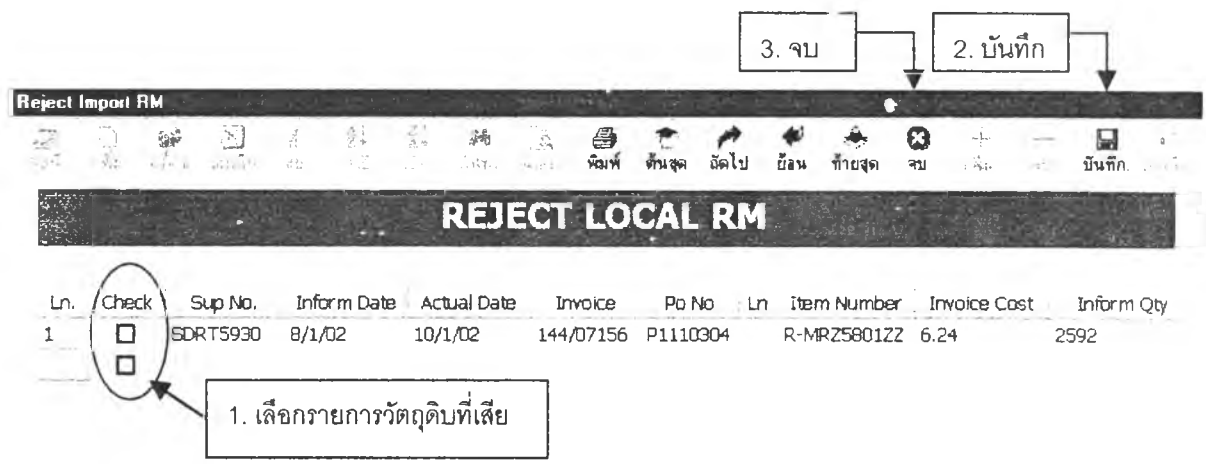 3. จบ
2. บันทึก
Reject Import RM
พิมพ์ ต้นสุด ถัดไป ย้อน ท้ายสุด จบ บันทึก
REJECT LOCAL RM
Ln. Check Sup No. Inform Date Actual Date Invoice Po No Ln Item Number Invoice Cost Inform Qty
1 SDRT5930 8/1/02 10/1/02 144/07156 P1110304 R-MRZ5801ZZ 6.24 2592
1. เลือกรายการวัตถุดิบที่เสีย